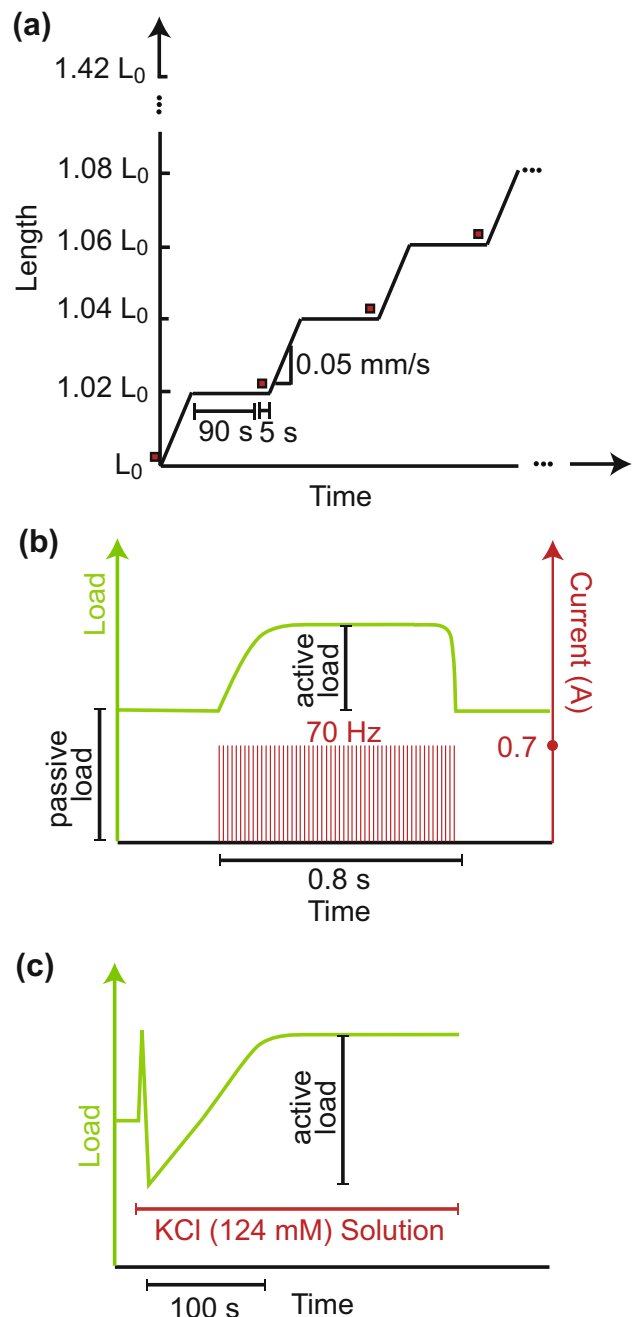 (a)
1.42 L0
1.08 L0
1.06 L0
1.04 L0
1.02 L0
L0
Length
0.05 mm/s
90 s
5 s
Time
(b)
Load
Current (A)
active load
passive load
70 Hz
0.7
0.8 s
Time
(c)
Load
active load
KCl (124 mM) Solution
100 s
Time